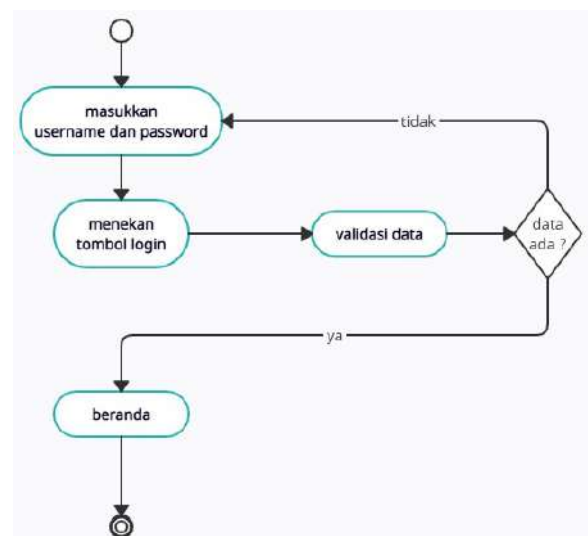 masukkan
username dan password
tidak
menekan
tombol login
validasi data
data
ada ?
ya
beranda